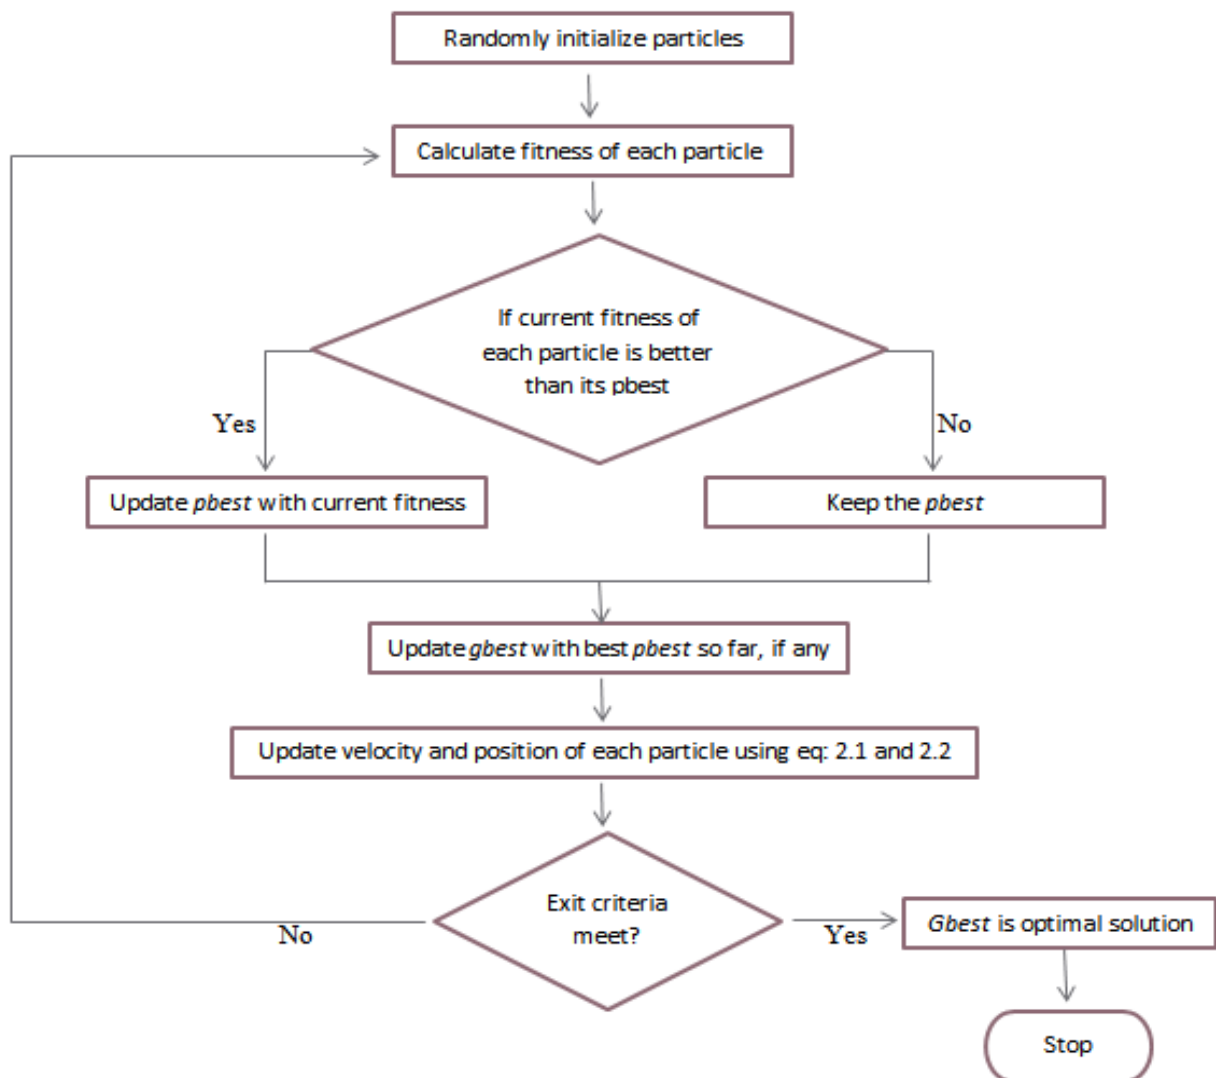 Randomly initialize particles
Calculate fitness of each particle
If current fitness of
each particle is better
than its pbest
Yes
No
Update pbest with current fitness
Keep the pbest
Update gbest with best pbest so far, if any
Update velocity and position of each particle using eq: 2.1 and 2.2
Exit criteria
meet?
No
Yes
Gbest is optimal solution
Stop